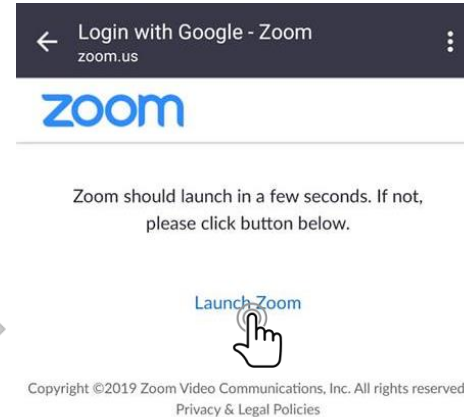 Login with Google - Zoom
zoom.us
zoom
Zoom should launch in a few seconds. If not,
please click button below.
Launch Zoom
Copyright ©2019 Zoom Video Communications, Inc. All rights reserved
Privacy & Legal Policies